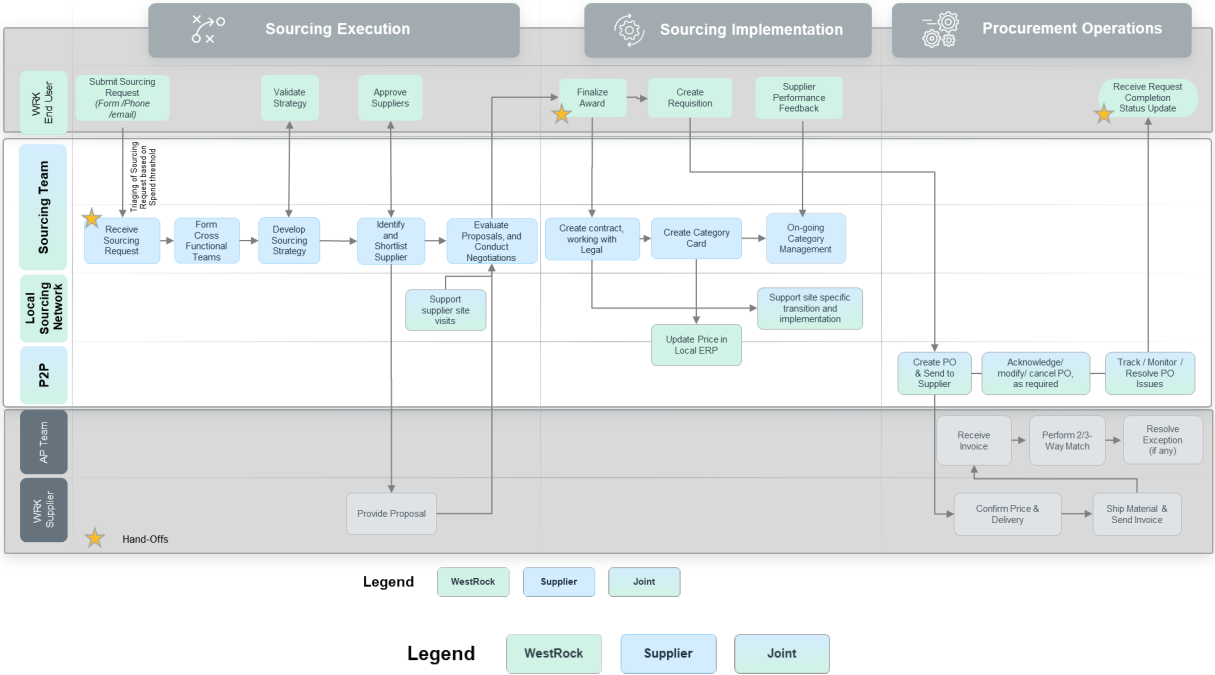 Sourcing Execution
Sourcing Implementation
Procurement Operations
WRK
End User
Submit Sourcing
Request
(Form /Phone
/email)
Validate
Strategy
Approve
Suppliers
Finalize
Award
Create
Requisition
Supplier
Performance
Feedback
Receive Request
Completion
Status Update
Triaging of Sourcing
Request based on
Spend threshold
Sourcing Team
Receive
Sourcing
Request
Form
Cross
Functional
Teams
Develop
Sourcing
Strategy
Identify
and
Shortlist
Supplier
Evaluate
Proposals, and
Conduct
Negotiations
Create contract,
working with
Legal
Create Category
Card
On-going
Category
Management
Local
Sourcing
Network
Support
supplier site
visits
Support site specific
transition and
implementation
Update Price in
Local ERP
P2P
Create PO
& Send to
Supplier
Acknowledge/
modify/ cancel PO,
as required
Track / Monitor /
Resolve PO
Issues
AP Team
Receive
Invoice
Perform 2/3-
Way Match
Resolve
Exception
(if any)
WRK
Supplier
Provide Proposal
Confirm Price &
Delivery
Ship Material &
Send Invoice
Hand-Offs
Legend
WestRock
Supplier
Joint
Legend
WestRock
Supplier
Joint